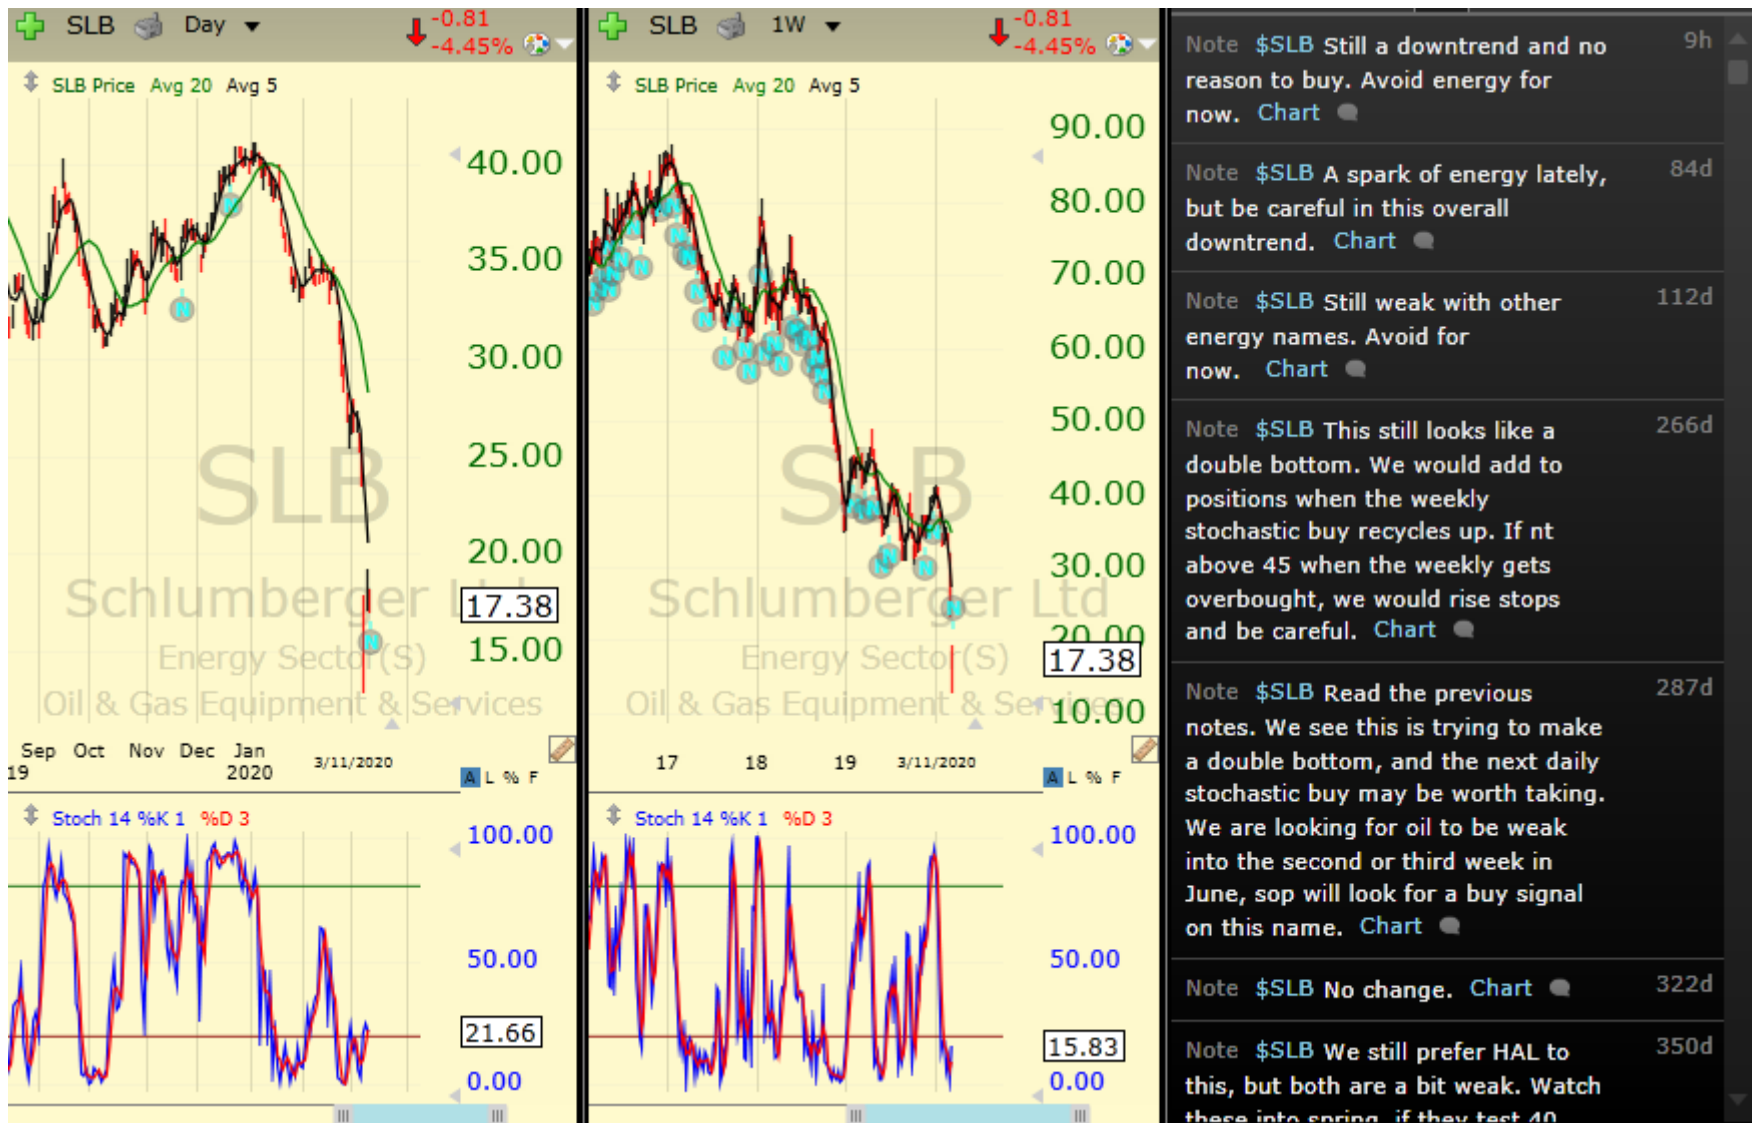 SLB Day -0.81
-4.45%
SLB Price Avg 20 Avg 5
40.00
35.00
30.00
25.00
20.00
17.38
15.00
SLB
Schlumberger Ltd
Energy Sector(S)
Oil & Gas Equipment & Services
Sep Oct Nov Dec Jan
19 2020 3/11/2020
A L % F
Stoch 14 %K 1 %D 3
100.00
50.00
21.66
0.00
SLB 1W -0.81
-4.45%
SLB Price Avg 20 Avg 5
90.00
80.00
70.00
60.00
50.00
40.00
30.00
20.00
17.38
10.00
SLB
Schlumberger Ltd
Energy Sector(S)
Oil & Gas Equipment & Services
17 18 19 3/11/2020
A L % F
Stoch 14 %K 1 %D 3
100.00
50.00
15.83
0.00
Note $SLB Still a downtrend and no 9h
reason to buy. Avoid energy for
now. Chart
Note $SLB A spark of energy lately, 84d
but be careful in this overall
downtrend. Chart
Note $SLB Still weak with other 112d
energy names. Avoid for
now. Chart
Note $SLB This still looks like a 266d
double bottom. We would add to
positions when the weekly
stochastic buy recycles up. If nt
above 45 when the weekly gets
overbought, we would rise stops
and be careful. Chart
Note $SLB Read the previous 287d
notes. We see this is trying to make
a double bottom, and the next daily
stochastic buy may be worth taking.
We are looking for oil to be weak
into the second or third week in
June, sop will look for a buy signal
on this name. Chart
Note $SLB No change. Chart 322d
Note $SLB We still prefer HAL to 350d
this, but both are a bit weak. Watch
these into spring, if they test 40